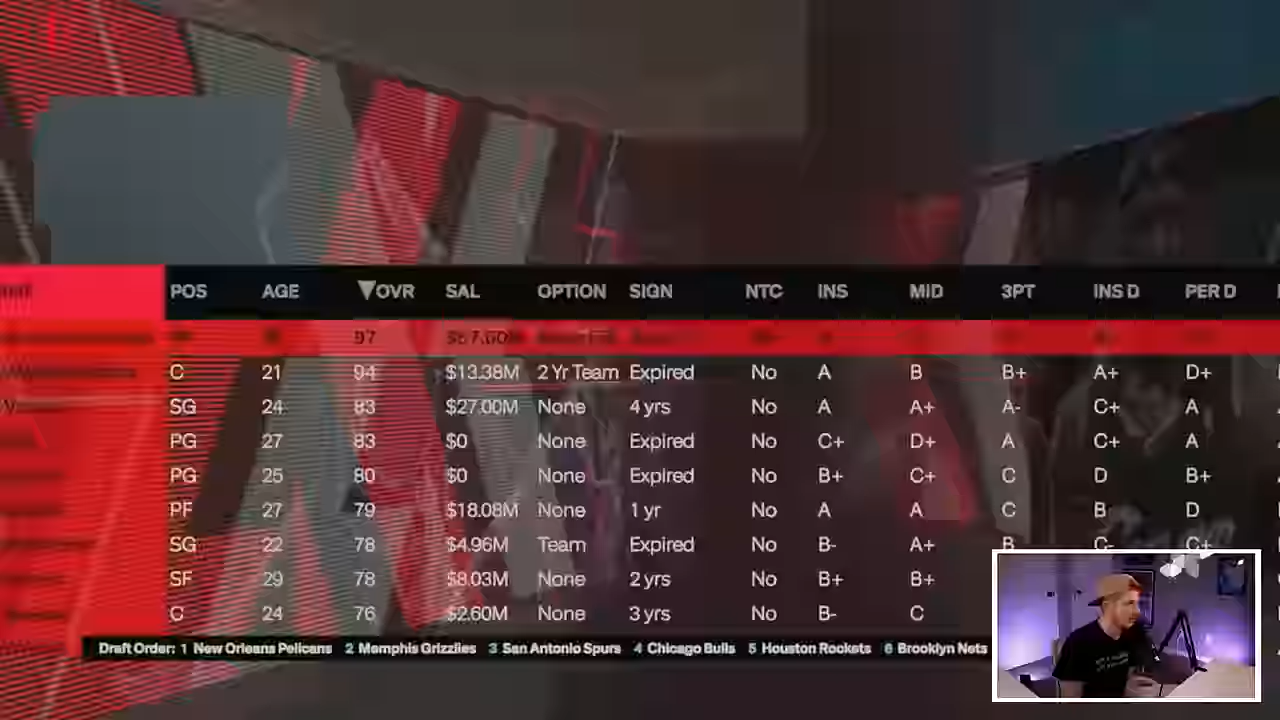 POS AGE ▼OVR SAL OPTION SIGN NTC INS MID 3PT INS D PER D
97 $57.60M
C 21 94 $13.38M 2 Yr Team Expired No A B B+ A+ D+
SG 24 83 $27.00M None 4 yrs No A A+ A- C+ A
PG 27 83 $0 None Expired No C+ D+ A C+ A
PG 25 80 $0 None Expired No B+ C+ C D B+
PF 27 79 $18.08M None 1 yr No A A C B D
SG 22 78 $4.96M Team Expired No B- A+ B C- C+
SF 29 78 $8.03M None 2 yrs No B+ B+
C 24 76 $2.60M None 3 yrs No B- C
Draft Order: 1 New Orleans Pelicans 2 Memphis Grizzlies 3 San Antonio Spurs 4 Chicago Bulls 5 Houston Rockets 6 Brooklyn Nets